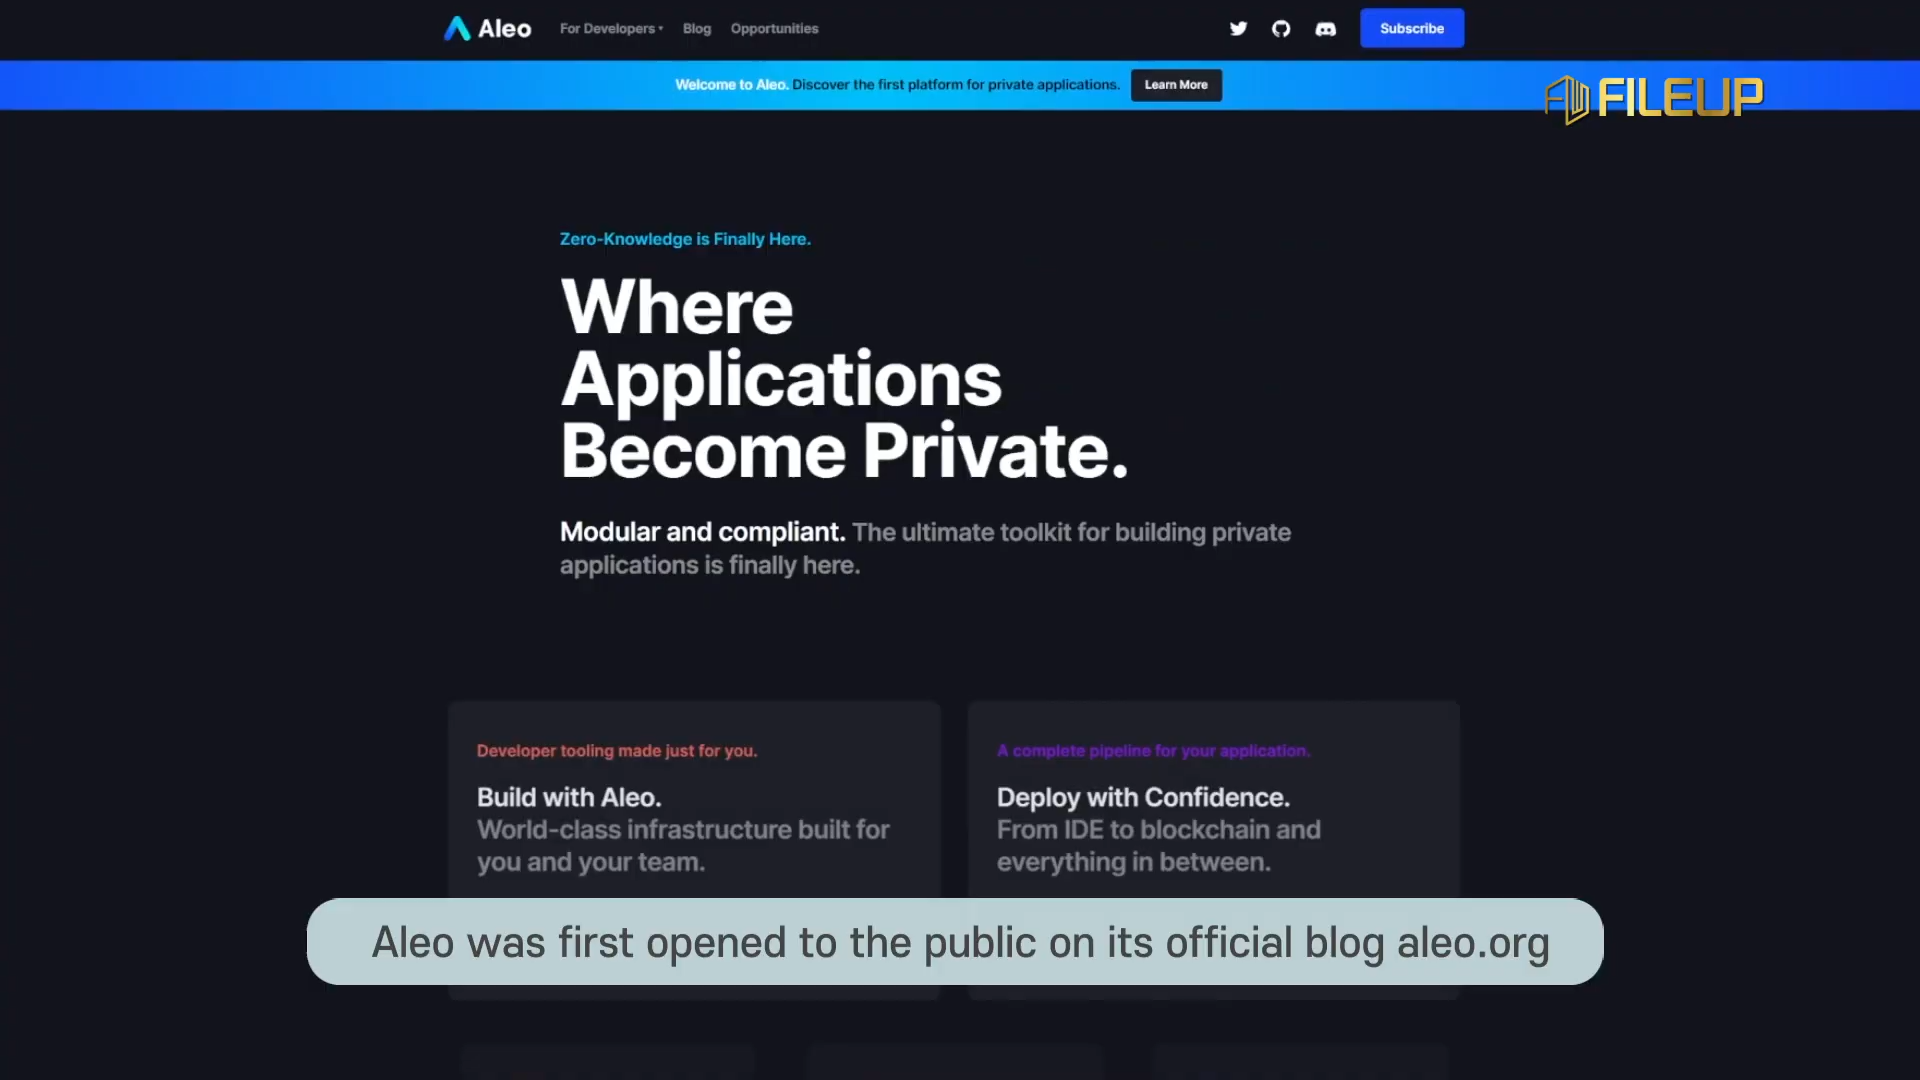 Aleo
For Developers
Blog
Opportunities
Subscribe
Welcome to Aleo. Discover the first platform for private applications.
Learn More
FILEUP
Zero-Knowledge is Finally Here.
Where
Applications
Become Private.
Modular and compliant. The ultimate toolkit for building private
applications is finally here.
Developer tooling made just for you.
Build with Aleo.
World-class infrastructure built for
you and your team.
A complete pipeline for your application.
Deploy with Confidence.
From IDE to blockchain and
everything in between.
Aleo was first opened to the public on its official blog aleo.org